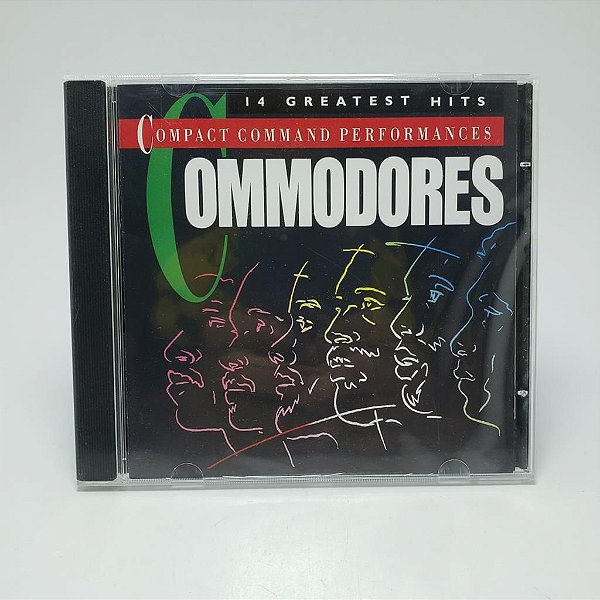 14 GREATEST HITS
COMPACT COMMAND PERFORMANCES
COMMODORES